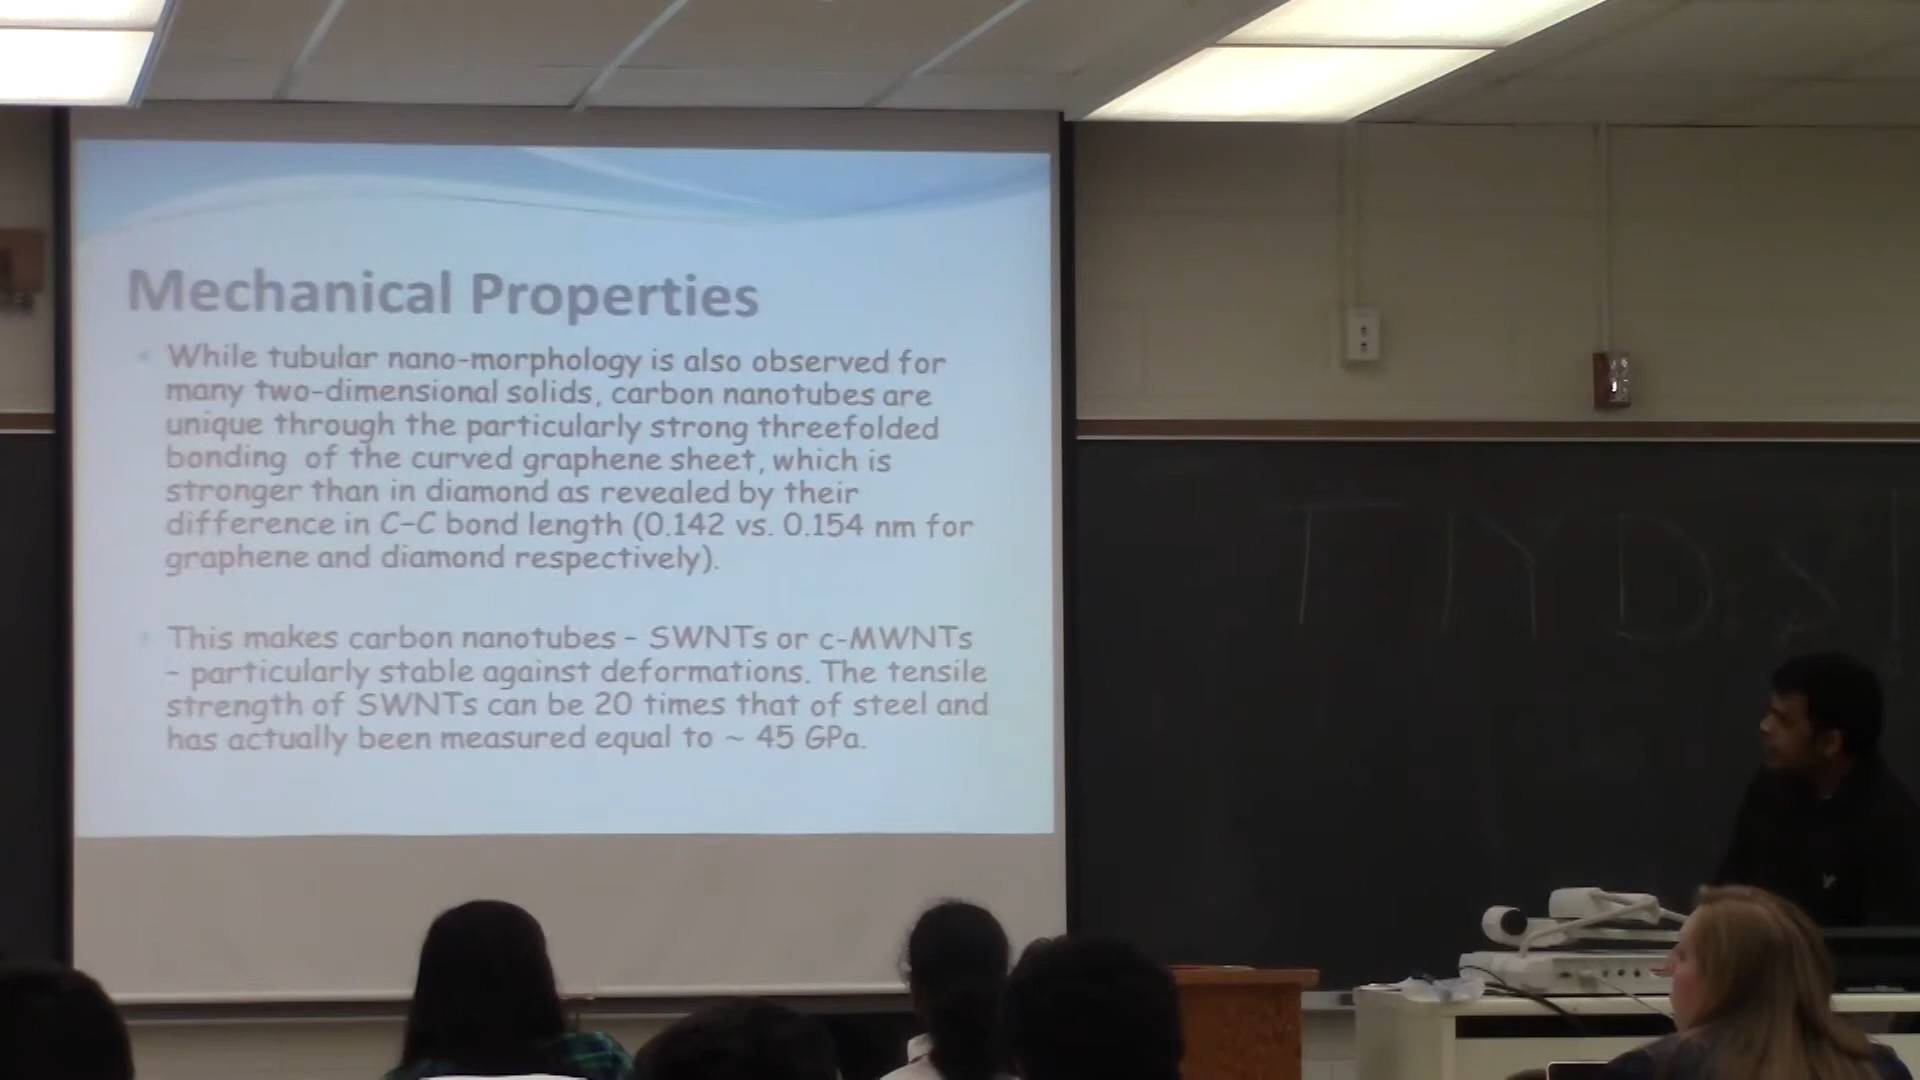 Mechanical Properties
While tubular nano-morphology is also observed for
many two-dimensional solids, carbon nanotubes are
unique through the particularly strong threefolded
bonding of the curved graphene sheet, which is
stronger than in diamond as revealed by their
difference in C-C bond length (0.142 vs. 0.154 nm for
graphene and diamond respectively).
This makes carbon nanotubes - SWNTs or c-MWNTs
- particularly stable against deformations. The tensile
strength of SWNTs can be 20 times that of steel and
has actually been measured equal to ~ 45 GPa.